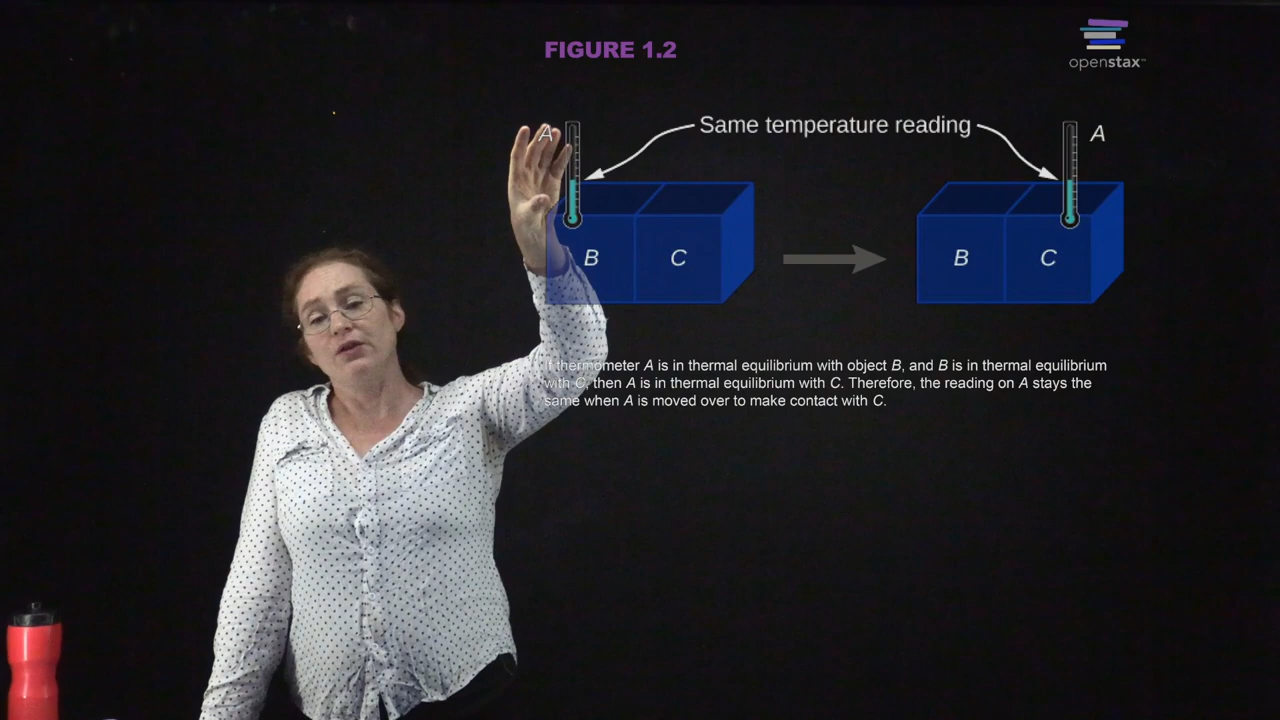 FIGURE 1.2
openstax™
A
Same temperature reading
A
B
C
B
C
If thermometer A is in thermal equilibrium with object B, and B is in thermal equilibrium
with C, then A is in thermal equilibrium with C. Therefore, the reading on A stays the
same when A is moved over to make contact with C.